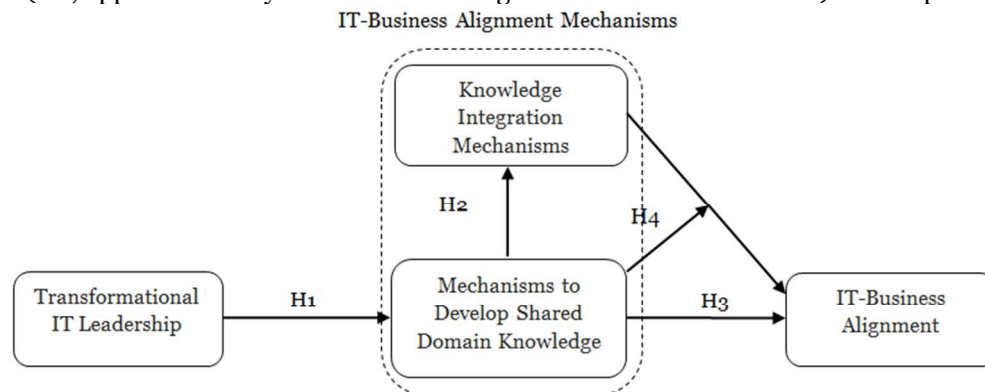 IT-Business Alignment Mechanisms
Knowledge
Integration
Mechanisms
H2
H4
Transformational
IT Leadership
H1
Mechanisms to
Develop Shared
Domain Knowledge
H3
IT-Business
Alignment